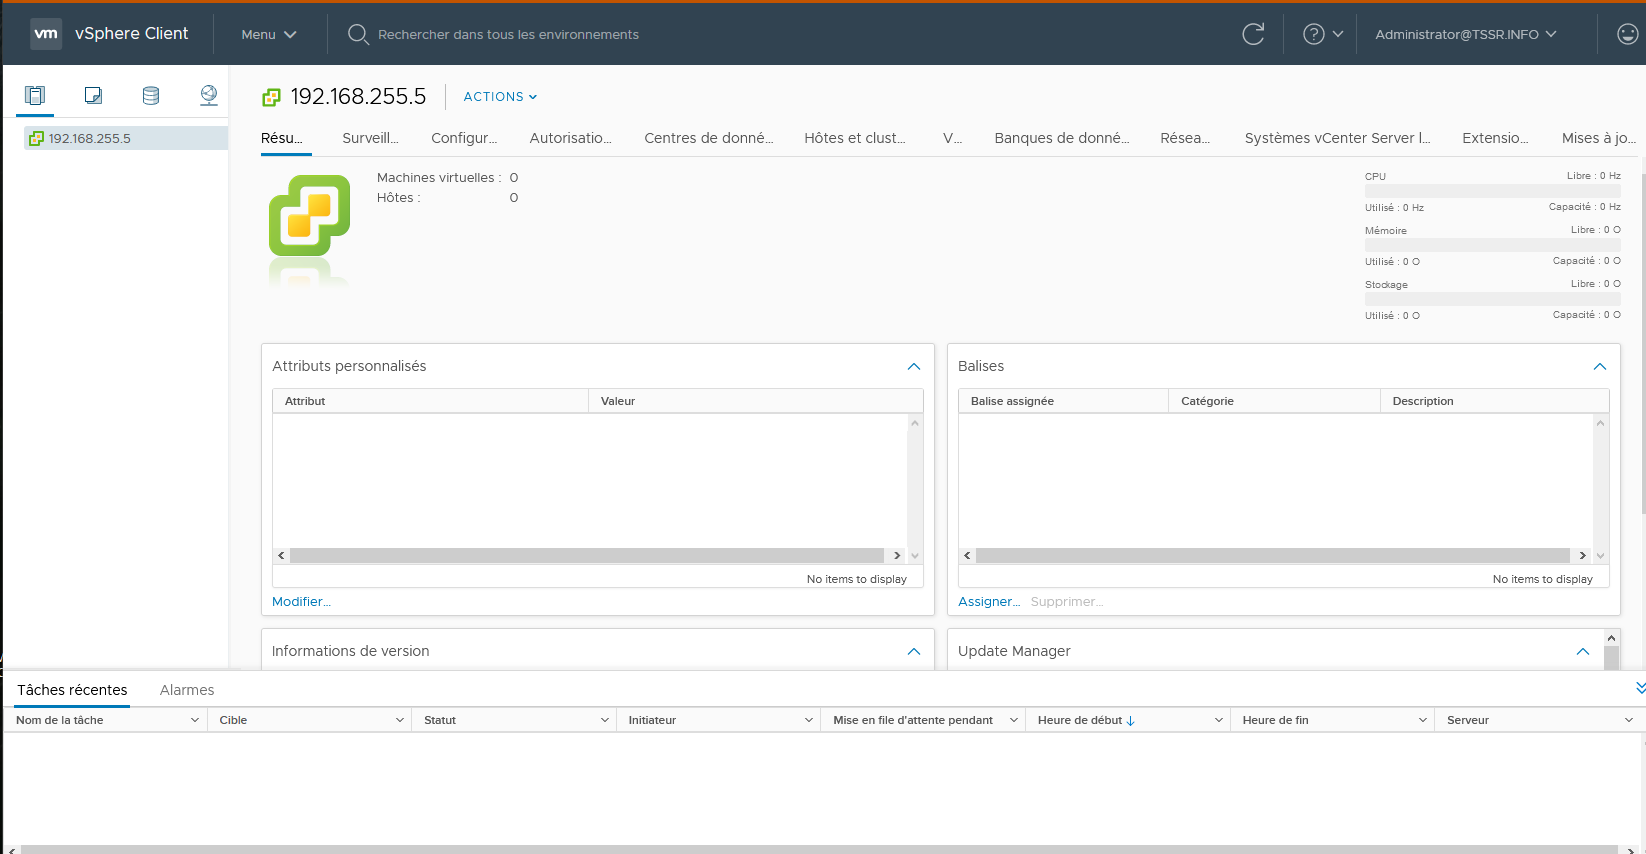 vm vSphere Client Menu Rechercher dans tous les environnements Administrator@TSSR.INFO
192.168.255.5
192.168.255.5 ACTIONS
Résu... Surveill... Configur... Autorisatio... Centres de donné... Hôtes et clust... V... Banques de donné... Résea... Systèmes vCenter Server l... Extensio... Mises à jo...
Machines virtuelles : 0
Hôtes : 0
CPU Libre : 0 Hz
Utilisé : 0 Hz Capacité : 0 Hz
Mémoire Libre : 0 O
Utilisé : 0 O Capacité : 0 O
Stockage Libre : 0 O
Utilisé : 0 O Capacité : 0 O
Attributs personnalisés
Attribut Valeur
No items to display
Modifier...
Balises
Balise assignée Catégorie Description
No items to display
Assigner... Supprimer...
Informations de version
Update Manager
Tâches récentes Alarmes
Nom de la tâche Cible Statut Initiateur Mise en file d'attente pendant Heure de début Heure de fin Serveur